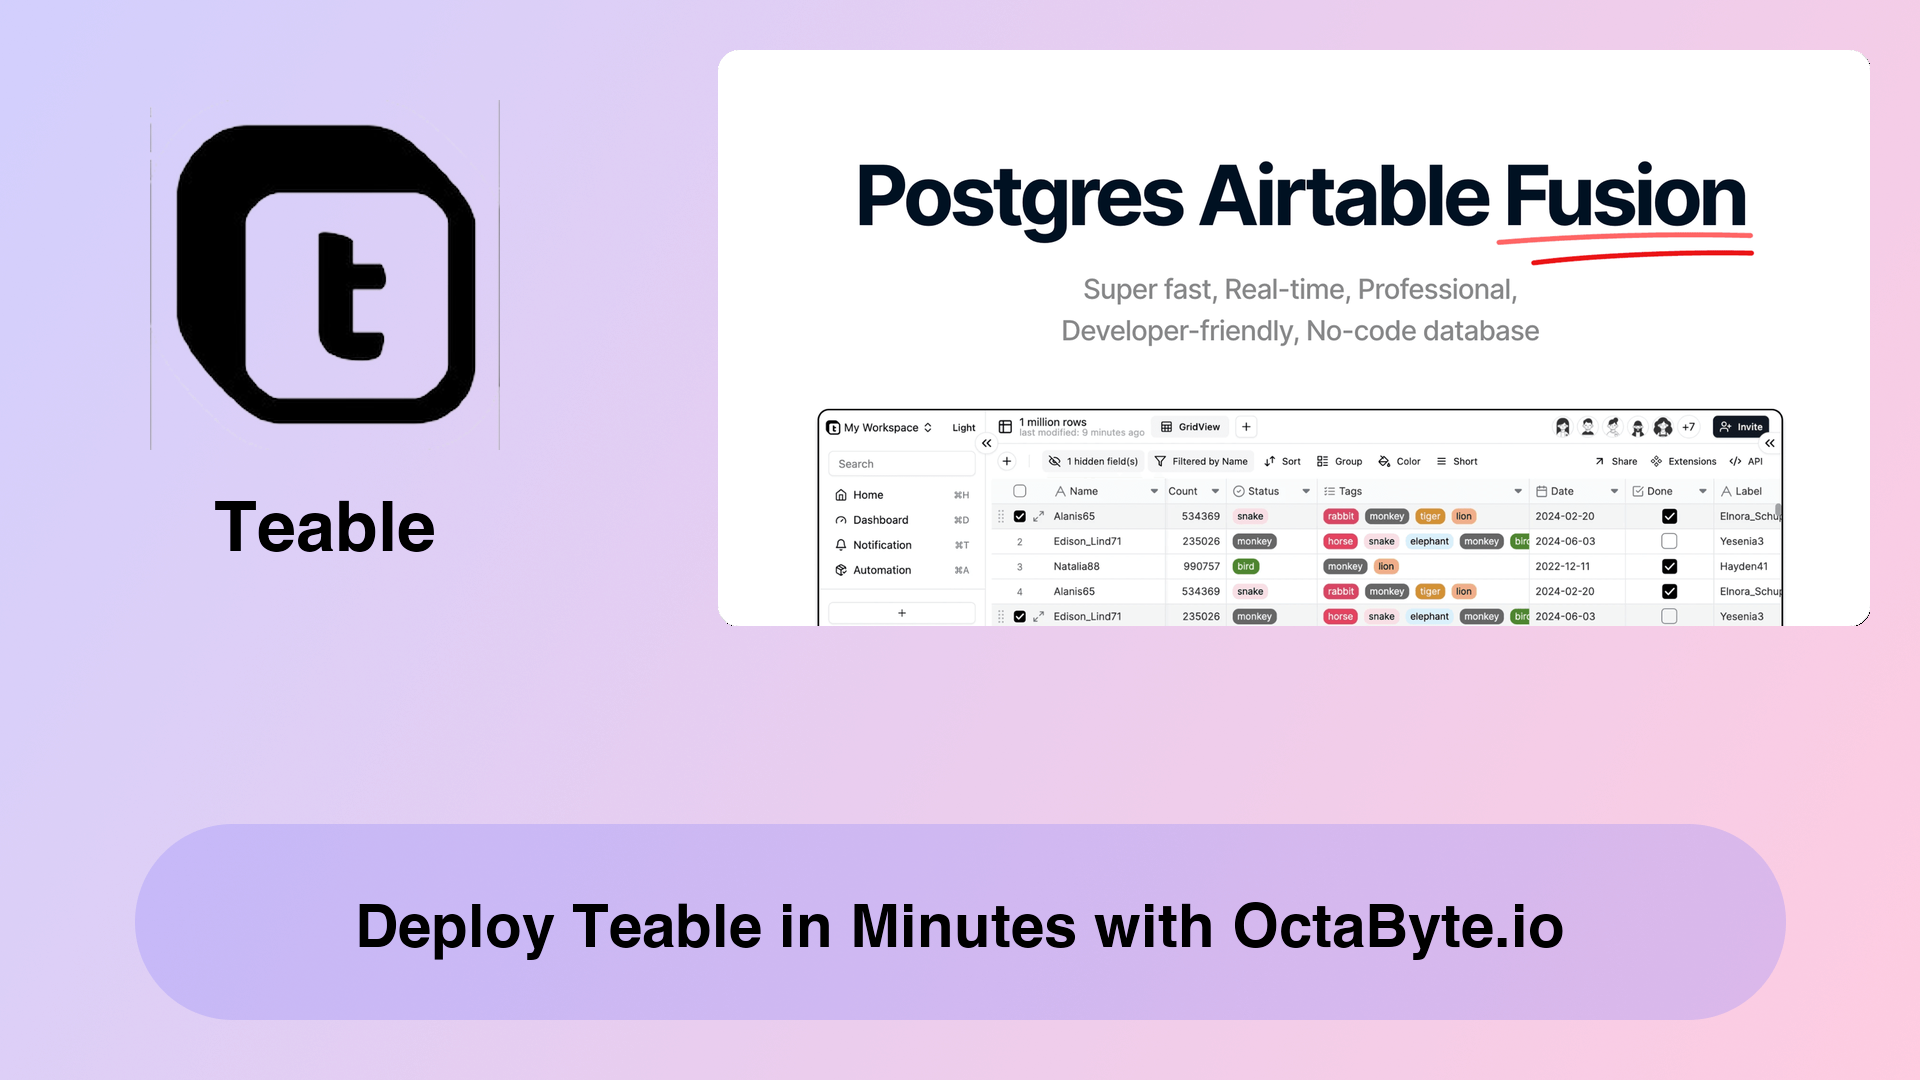 t
Teable
Postgres Airtable Fusion
Super fast, Real-time, Professional,
Developer-friendly, No-code database
My Workspace Light
Search
Home ⌘H
Dashboard ⌘D
Notification ⌘T
Automation ⌘A
+
1 million rows
last modified: 9 minutes ago
GridView +
+7 Invite
+ 1 hidden field(s) Filtered by Name Sort Group Color Short Share Extensions API
Name Count Status Tags Date Done Label
Alanis65 534369 snake rabbit monkey tiger lion 2024-02-20 Elnora_Schup
2 Edison_Lind71 235026 monkey horse snake elephant monkey bird 2024-06-03 Yesenia3
3 Natalia88 990757 bird monkey lion 2022-12-11 Hayden41
4 Alanis65 534369 snake rabbit monkey tiger lion 2024-02-20 Elnora_Schup
Edison_Lind71 235026 monkey horse snake elephant monkey bird 2024-06-03 Yesenia3
Deploy Teable in Minutes with OctaByte.io